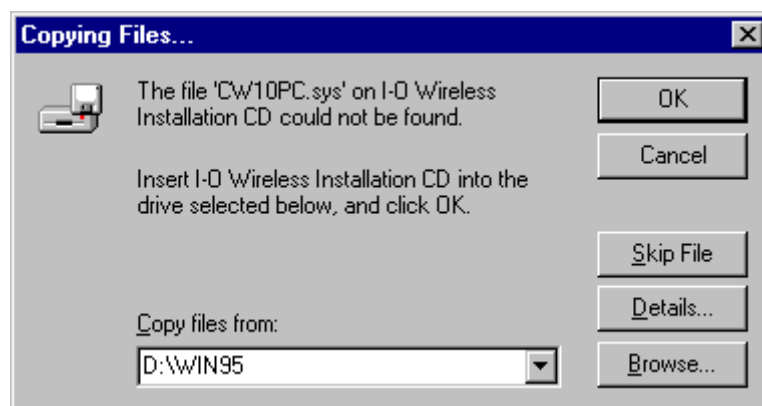 Copying Files...
The file 'CW10PC.sys' on I-O Wireless
Installation CD could not be found.
Insert I-O Wireless Installation CD into the
drive selected below, and click OK.
Copy files from:
D:\WIN95
OK
Cancel
Skip File
Details...
Browse...